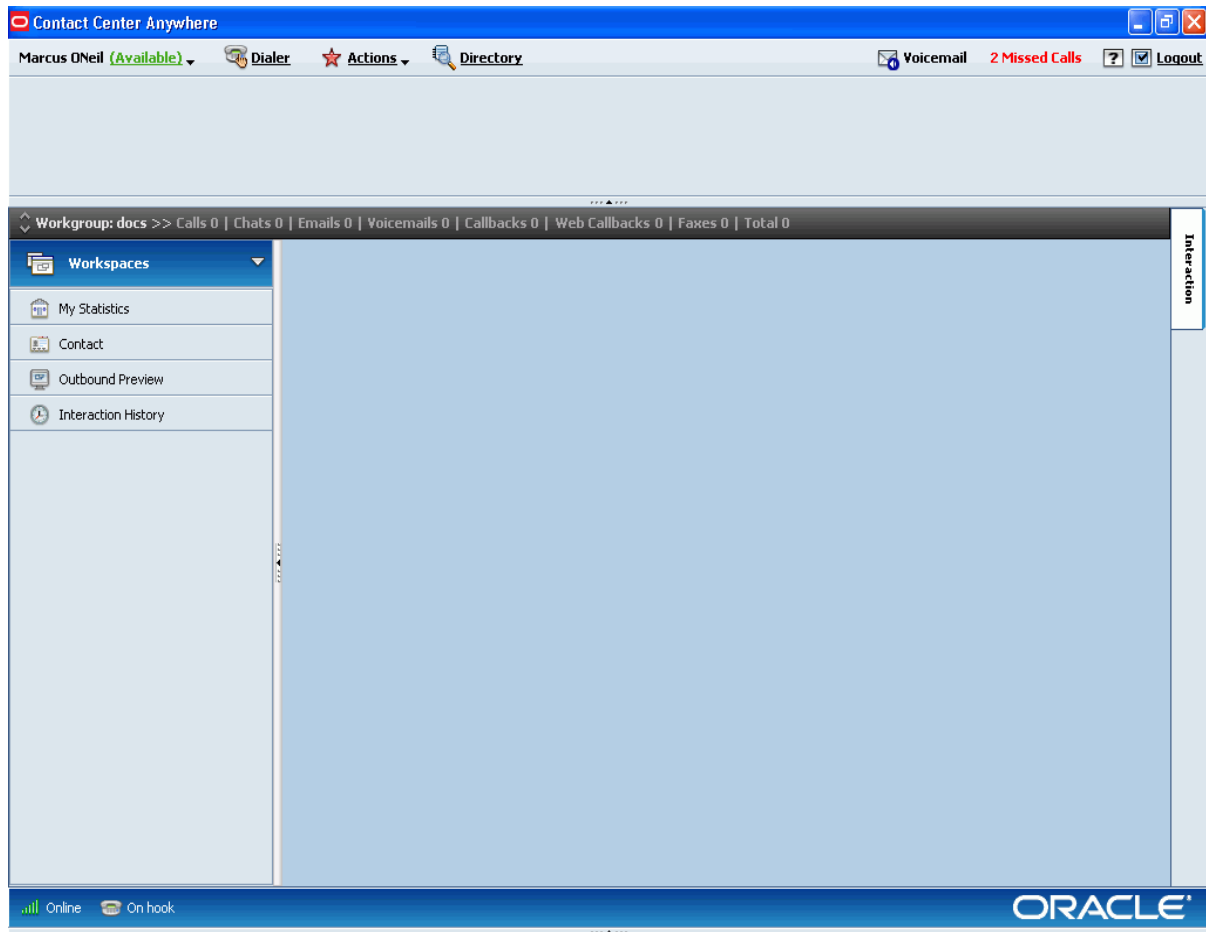 Contact Center Anywhere
Marcus ONeil (Available) Dialer Actions Directory Voicemail 2 Missed Calls ? Logout
Workgroup: docs >> Calls 0 | Chats 0 | Emails 0 | Voicemails 0 | Callbacks 0 | Web Callbacks 0 | Faxes 0 | Total 0
Interaction
Workspaces
My Statistics
Contact
Outbound Preview
Interaction History
Online On hook ORACLE